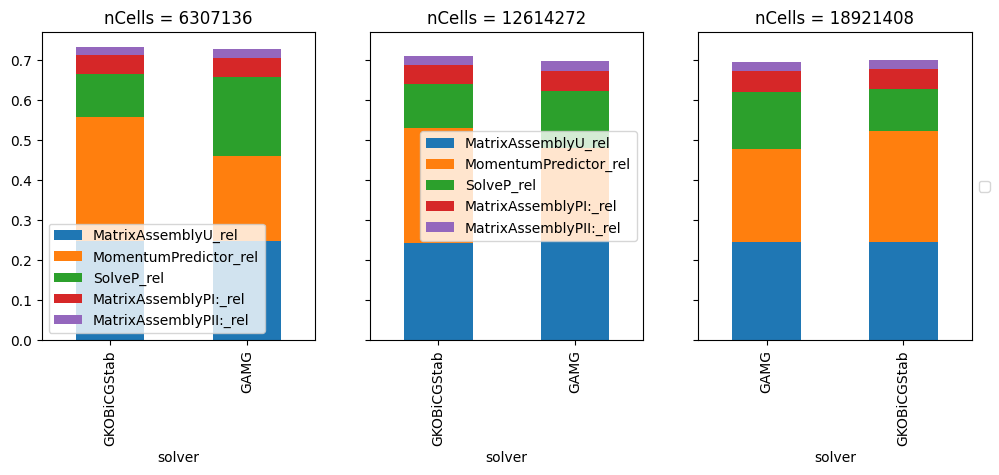 nCells = 6307136
nCells = 12614272
nCells = 18921408
0.7
0.6
0.5
0.4
0.3
0.2
0.1
0.0
MatrixAssemblyU_rel
MomentumPredictor_rel
SolveP_rel
MatrixAssemblyPI:_rel
MatrixAssemblyPII:_rel
MatrixAssemblyU_rel
MomentumPredictor_rel
SolveP_rel
MatrixAssemblyPI:_rel
MatrixAssemblyPII:_rel
GKOBiCGStab
GAMG
GKOBiCGStab
GAMG
GAMG
GKOBiCGStab
solver
solver
solver